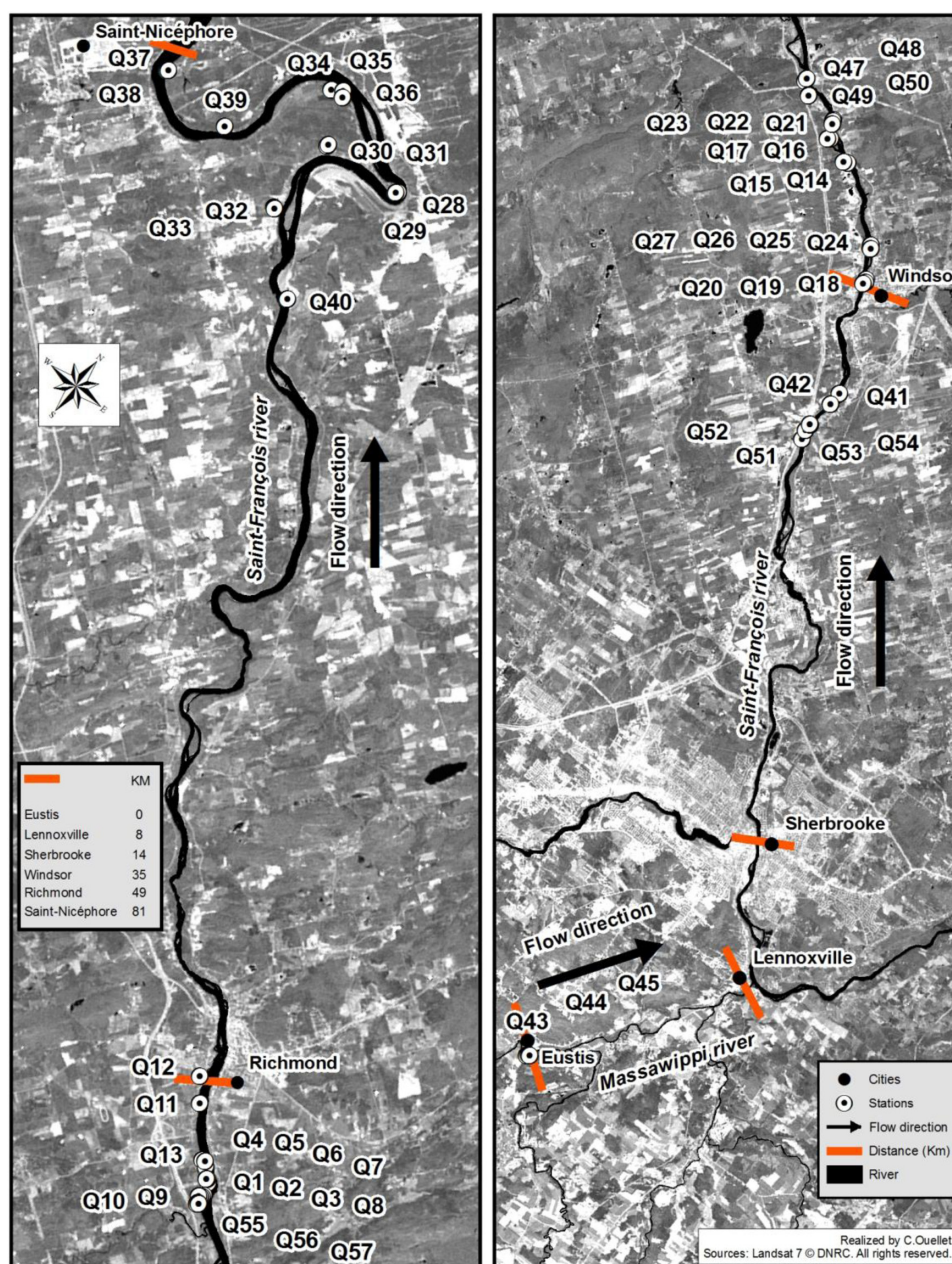 Saint-Nicéphore
Q37
Q38
Q39
Q34
Q35
Q36
Q30
Q31
Q32
Q33
Q28
Q29
Q40
N
W
S
E
Saint-François river
Flow direction
KM
Eustis 0
Lennoxville 8
Sherbrooke 14
Windsor 35
Richmond 49
Saint-Nicéphore 81
Q12
Richmond
Q11
Q13
Q4
Q5
Q6
Q7
Q10
Q9
Q1
Q2
Q3
Q8
Q55
Q56
Q57
Q47
Q48
Q49
Q50
Q23
Q22
Q21
Q17
Q16
Q15
Q14
Q27
Q26
Q25
Q24
Q20
Q19
Q18
Windso
Q42
Q41
Q52
Q51
Q53
Q54
Saint-François river
Flow direction
Sherbrooke
Flow direction
Lennoxville
Q43
Q44
Q45
Eustis
Massawippi river
Cities
Stations
Flow direction
Distance (Km)
River
Realized by C.Ouellet
Sources: Landsat 7 © DNRC. All rights reserved.